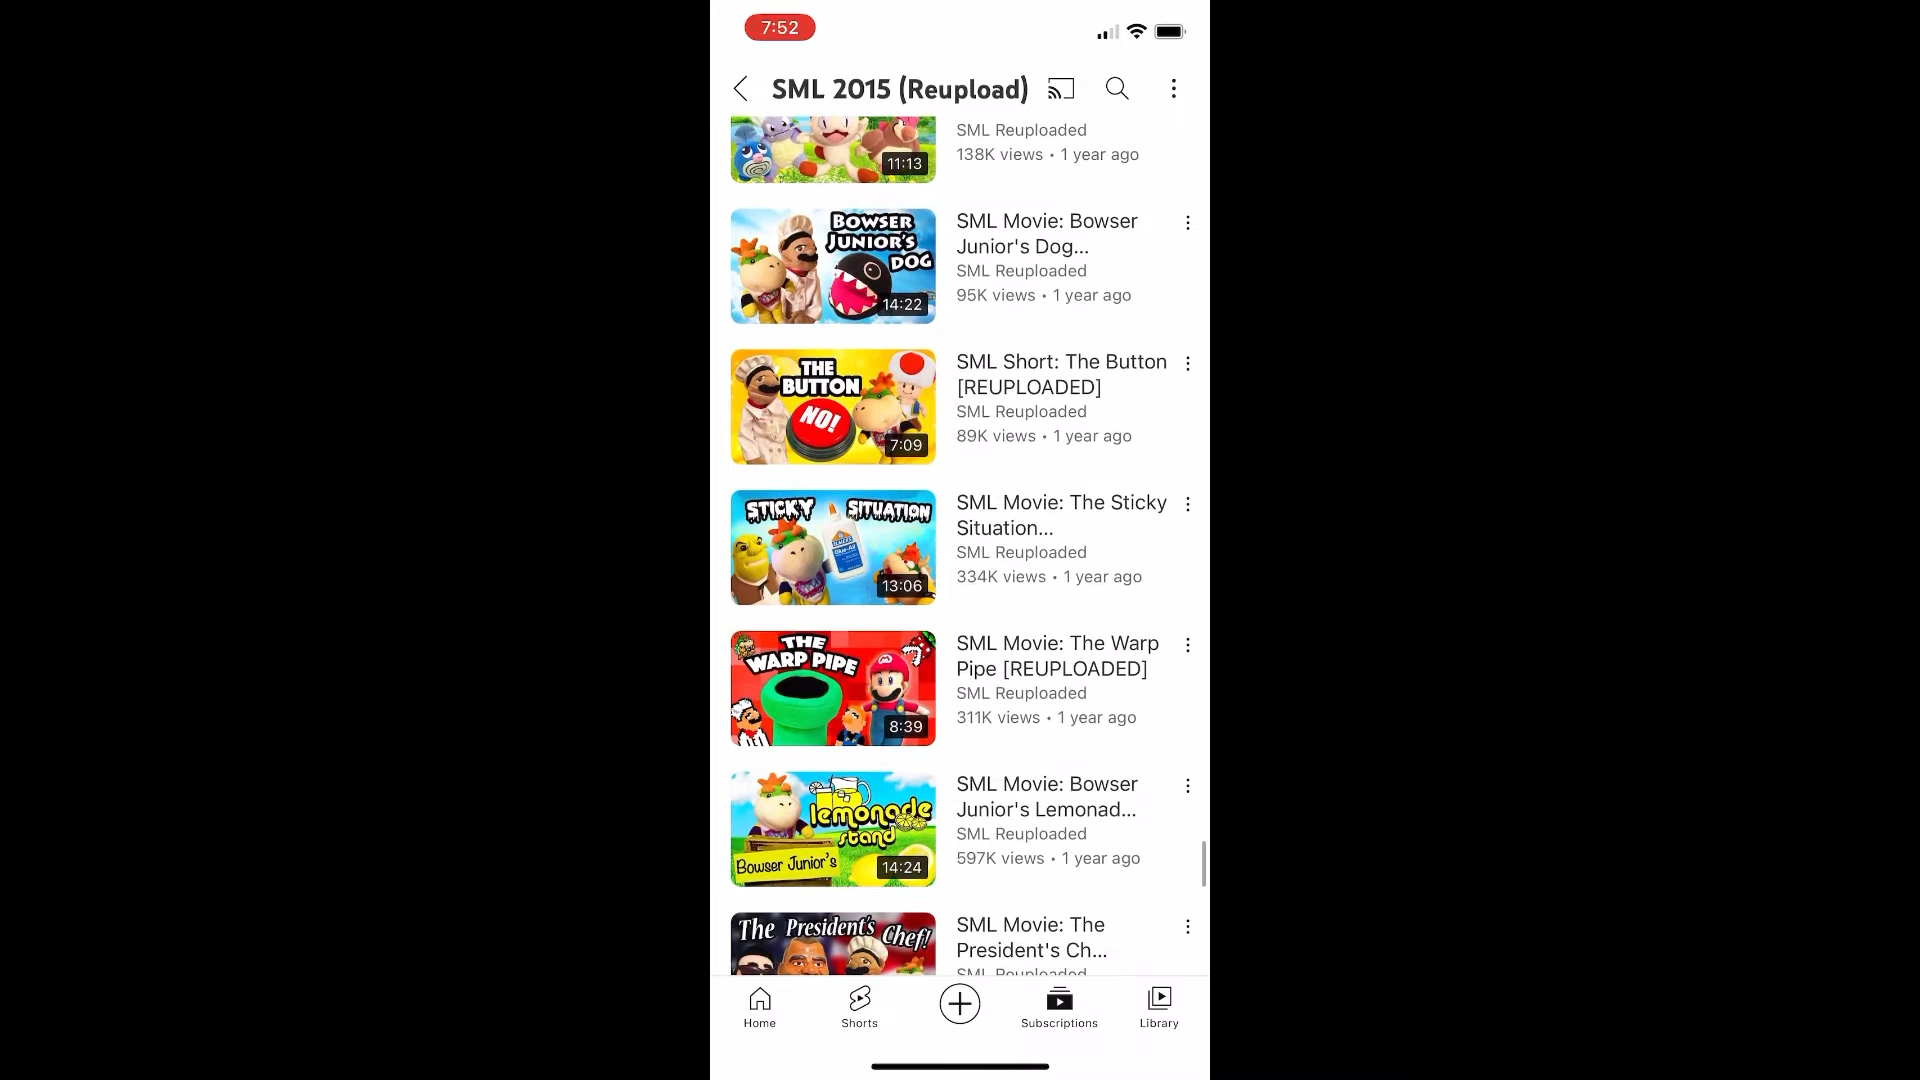 7:52
SML 2015 (Reupload)
11:13
SML Reuploaded
138K views • 1 year ago
BOWSER
JUNIOR'S
DOG
14:22
SML Movie: Bowser
Junior's Dog...
SML Reuploaded
95K views • 1 year ago
THE
BUTTON
NO!
7:09
SML Short: The Button
[REUPLOADED]
SML Reuploaded
89K views • 1 year ago
STICKY SITUATION
ELMER'S
Glue-All
13:06
SML Movie: The Sticky
Situation...
SML Reuploaded
334K views • 1 year ago
THE
WARP PIPE
8:39
SML Movie: The Warp
Pipe [REUPLOADED]
SML Reuploaded
311K views • 1 year ago
lemonade
stand
Bowser Junior's
14:24
SML Movie: Bowser
Junior's Lemonad...
SML Reuploaded
597K views • 1 year ago
The President's Chef!
SML Movie: The
President's Ch...
SML Reuploaded
Home
Shorts
Subscriptions
Library